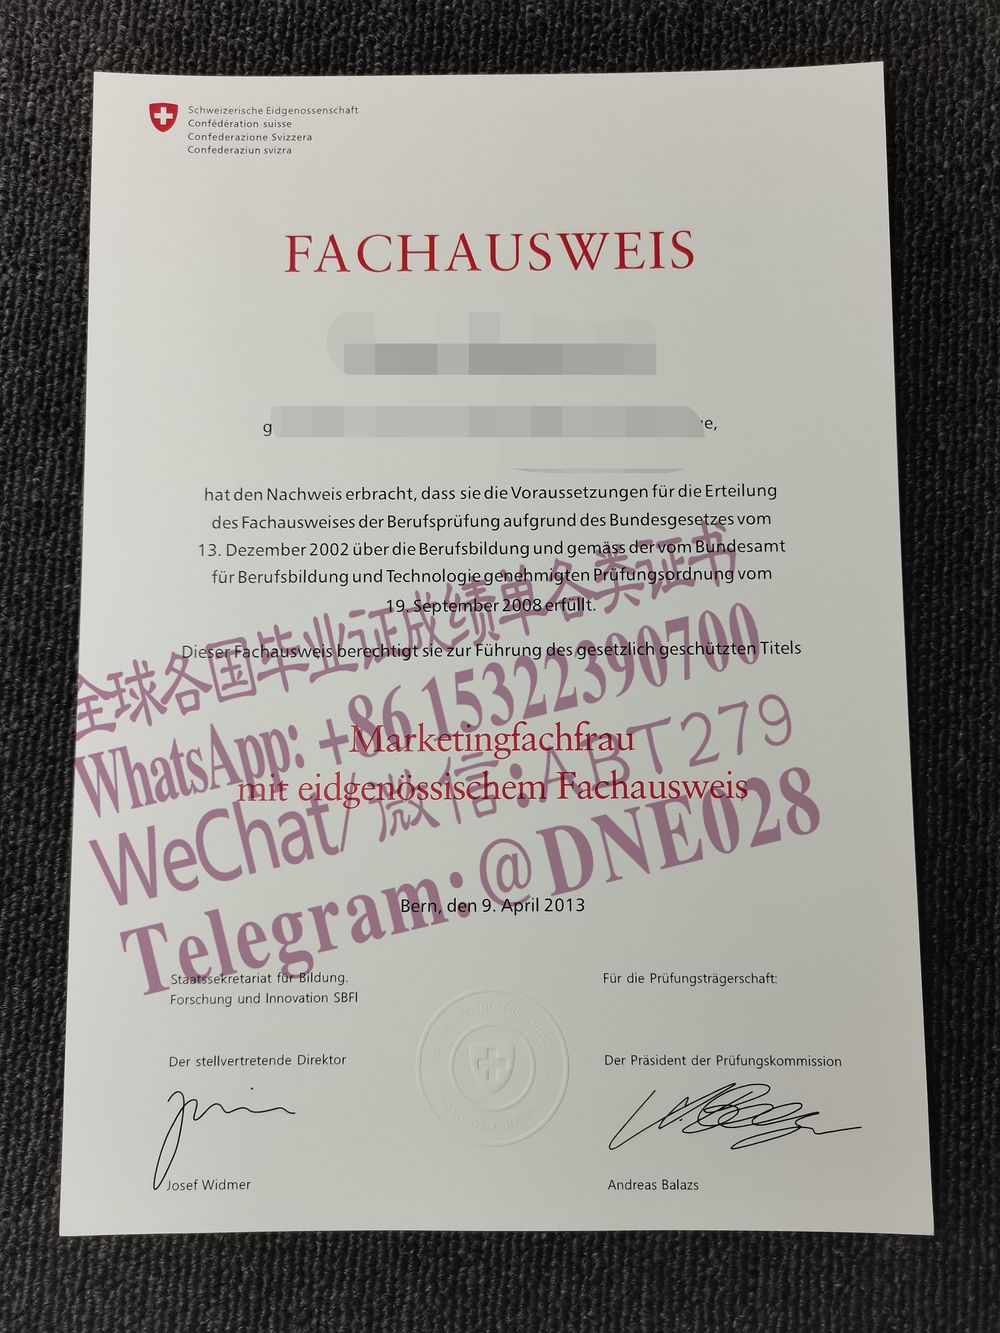 Schweizerische Eidgenossenschaft
Confédération suisse
Confederazione Svizzera
Confederaziun svizra
FACHAUSWEIS
g
e,
hat den Nachweis erbracht, dass sie die Voraussetzungen für die Erteilung
des Fachausweises der Berufsprüfung aufgrund des Bundesgesetzes vom
13. Dezember 2002 über die Berufsbildung und gemäss der vom Bundesamt
für Berufsbildung und Technologie genehmigten Prüfungsordnung vom
19. September 2008 erfüllt.
Dieser Fachausweis berechtigt sie zur Führung des gesetzlich geschützten Titels
全球各国毕业证成绩单各类证书
WhatsApp: +86 15322390700
Marketingfachfrau
mit eidgenössischem Fachausweis
WeChat/微信:ABT279
Telegram:@DNE028
Bern, den 9. April 2013
Staatssekretariat für Bildung.
Forschung und Innovation SBFI
Für die Prüfungsträgerschaft:
Der stellvertretende Direktor
Der Präsident der Prüfungskommission
Josef Widmer
Andreas Balazs